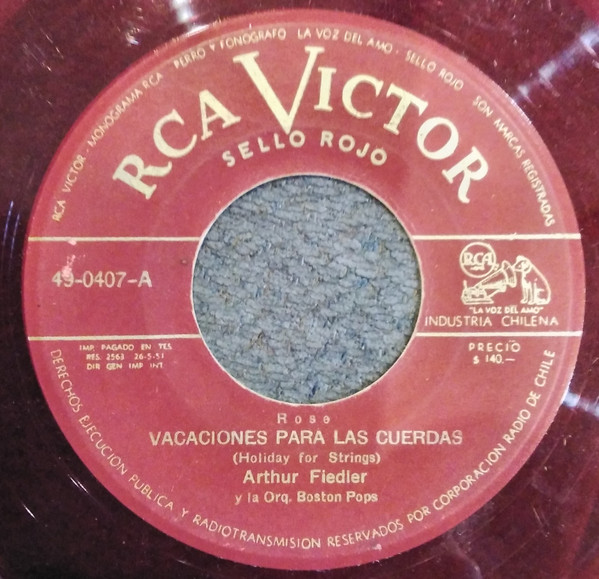 RCA VICTOR - MONOGRAMA RCA PERRO Y FONOGRAFO LA VOZ DEL AMO - SELLO ROJO SON MARCAS REGISTRADAS
RCA VICTOR
SELLO ROJO
49-0407-A
RCA
"LA VOZ DEL AMO"
INDUSTRIA CHILENA
IMP. PAGADO EN TES.
RES. 2563 26-5-51
DIR GEN IMP INT.
PRECIO
$ 140.—
Rose
VACACIONES PARA LAS CUERDAS
(Holiday for Strings)
Arthur Fiedler
y la Orq. Boston Pops
DERECHOS EJECUCION PUBLICA Y RADIOTRANSMISION RESERVADOS POR CORPORACION RADIO DE CHILE